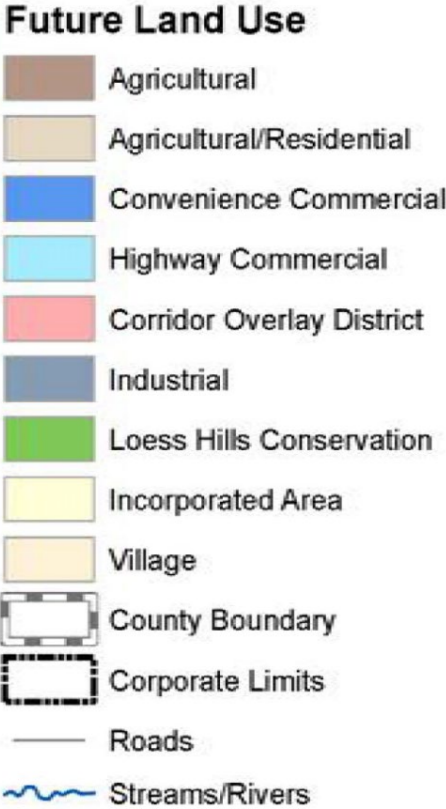 Future Land Use
Agricultural
Agricultural/Residential
Convenience Commercial
Highway Commercial
Corridor Overlay District
Industrial
Loess Hills Conservation
Incorporated Area
Village
County Boundary
Corporate Limits
Roads
Streams/Rivers